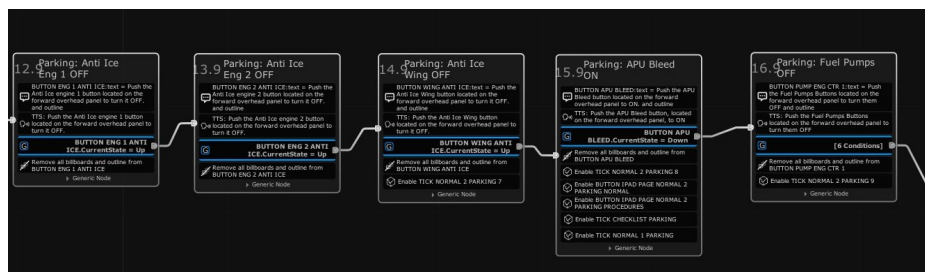 12.9
Parking: Anti Ice
Eng 1 OFF
BUTTON ENG 1 ANTI ICE:text = Push the
Anti Ice engine 1 button located on the
forward overhead panel to turn it OFF.
and outline
TTS: Push the Anti Ice engine 1 button
located on the forward overhead panel to
turn it OFF.
G
BUTTON ENG 1 ANTI
ICE.CurrentState = Up
Remove all billboards and outline from
BUTTON ENG 1 ANTI ICE
Generic Node
13.9
Parking: Anti Ice
Eng 2 OFF
BUTTON ENG 2 ANTI ICE:text = Push the
Anti Ice engine 2 button located on the
forward overhead panel to turn it OFF.
and outline
TTS: Push the Anti Ice engine 2 button
located on the forward overhead panel to
turn it OFF.
G
BUTTON ENG 2 ANTI
ICE.CurrentState = Up
Remove all billboards and outline from
BUTTON ENG 2 ANTI ICE
Generic Node
14.9
Parking: Anti Ice
Wing OFF
BUTTON WING ANTI ICE:text = Push the
Anti Ice Wing button located on the
forward overhead panel to turn it OFF.
and outline
TTS: Push the Anti Ice Wing button
located on the forward overhead panel to
turn it OFF.
G
BUTTON WING ANTI
ICE.CurrentState = Up
Remove all billboards and outline from
BUTTON WING ANTI ICE
Enable TICK NORMAL 2 PARKING 7
Generic Node
15.9
Parking: APU Bleed
ON
BUTTON APU BLEED:text = Push the APU
Bleed button located on the forward
overhead panel to ON. and outline
TTS: Push the APU Bleed button, located
on the forward overhead panel, to ON
G
BUTTON APU
BLEED.CurrentState = Down
Remove all billboards and outline from
BUTTON APU BLEED
Enable TICK NORMAL 2 PARKING 8
Enable BUTTON IPAD PAGE NORMAL 2
PARKING NORMAL
Enable BUTTON IPAD PAGE NORMAL 2
PARKING PROCEDURES
Enable TICK CHECKLIST PARKING
Enable TICK NORMAL 1 PARKING
Generic Node
16.9
Parking: Fuel Pumps
OFF
BUTTON PUMP ENG CTR 1:text = Push
the Fuel Pumps Buttons located on the
forward overhead panel to turn them
OFF and outline
TTS: Push the Fuel Pumps Buttons
located on the forward overhead panel to
turn them OFF
G
[6 Conditions]
Remove all billboards and outline from
BUTTON PUMP ENG CTR 1
Enable TICK NORMAL 2 PARKING 9
Generic Node